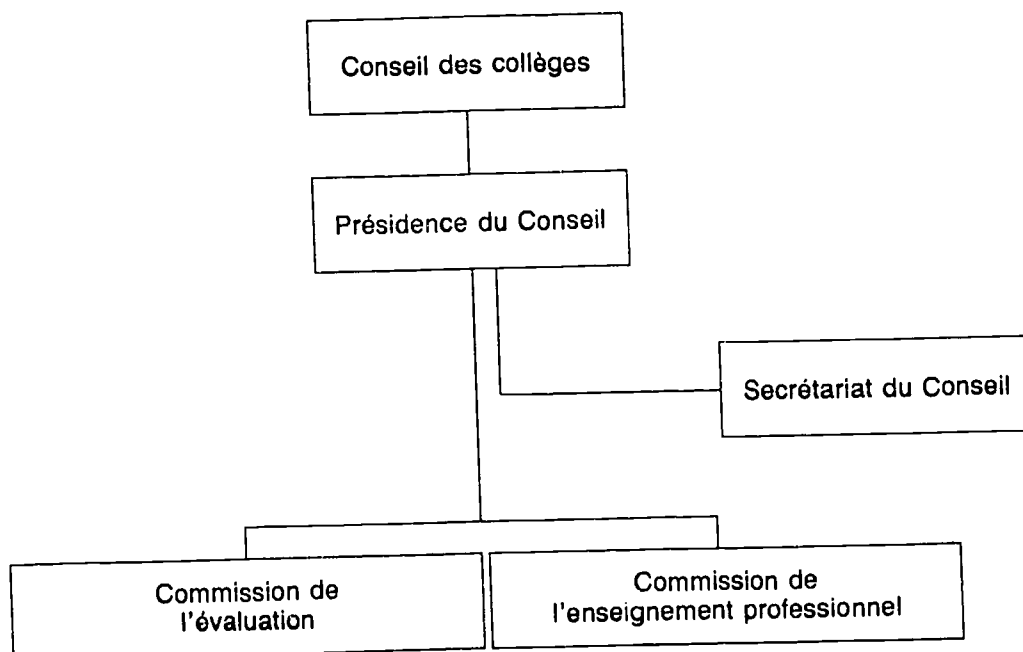 Conseil des collèges
Présidence du Conseil
Secrétariat du Conseil
Commission de
l'évaluation
Commission de
l'enseignement professionnel